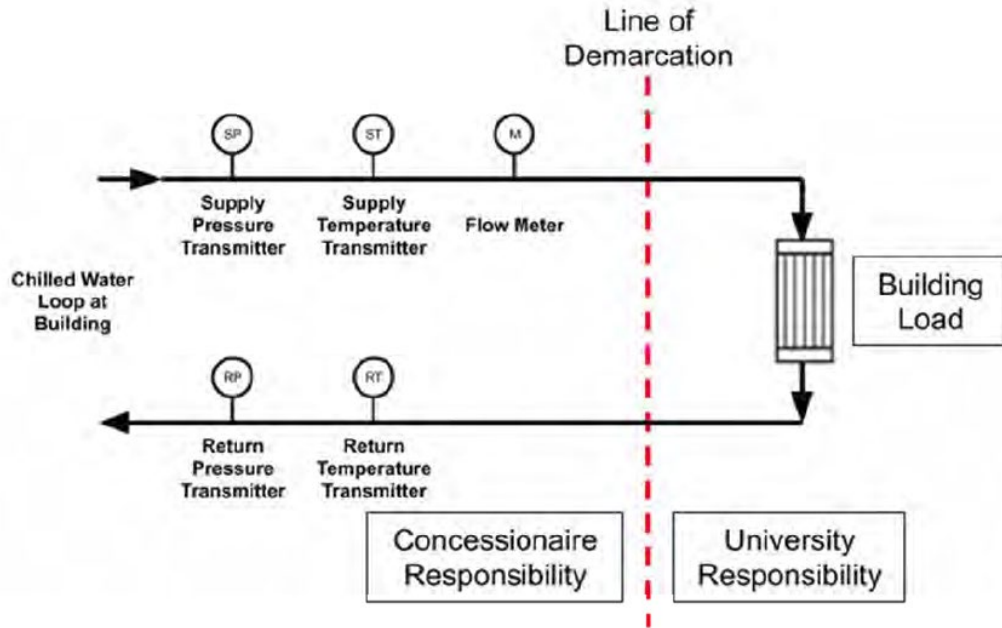 Line of
Demarcation
SP
ST
M
Supply
Pressure
Transmitter
Supply
Temperature
Transmitter
Flow Meter
Chilled Water
Loop at
Building
Building
Load
RP
RT
Return
Pressure
Transmitter
Return
Temperature
Transmitter
Concessionaire
Responsibility
University
Responsibility